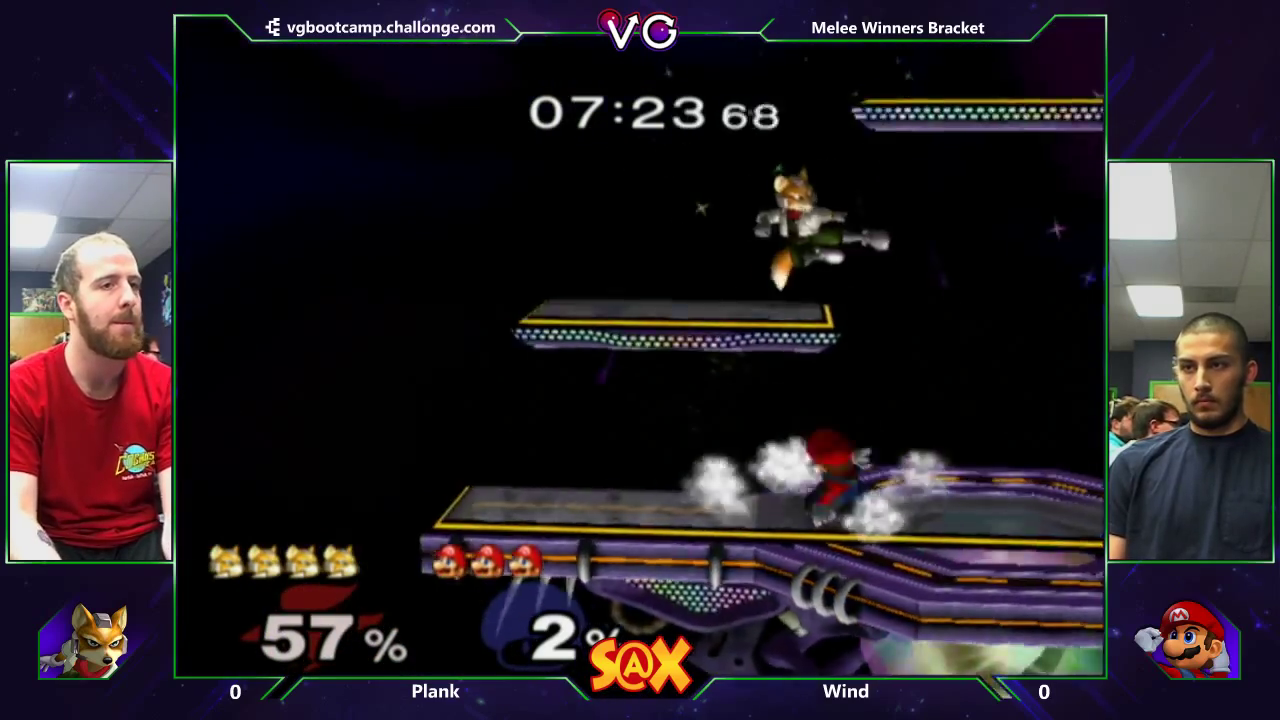 vgbootcamp.challonge.com
VG
Melee Winners Bracket
07:23 68
57%
2%
S@X
0
Plank
Wind
0